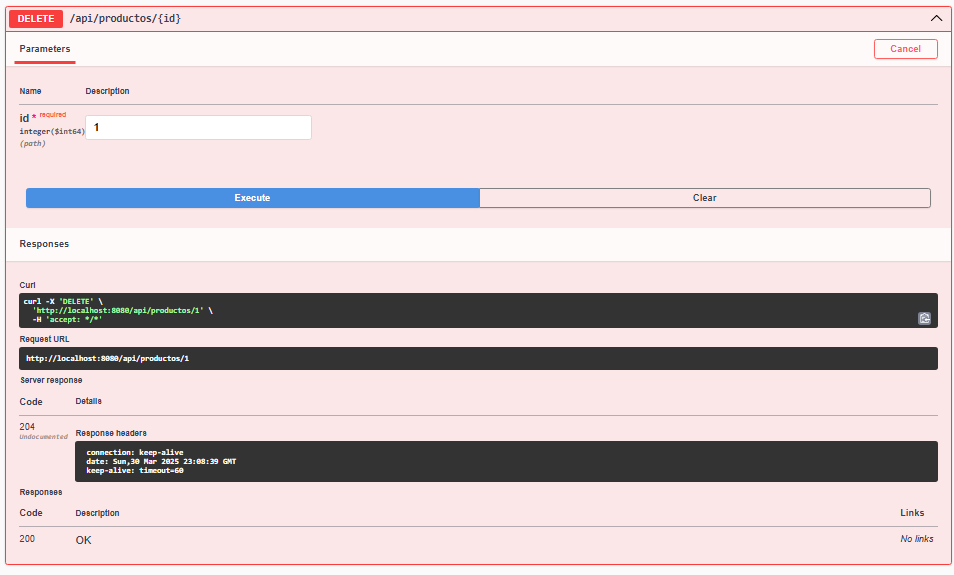 DELETE /api/productos/{id}
Parameters
Cancel
Name Description
id * required
integer($int64)
(path)
1
Execute Clear
Responses
Curl
curl -X 'DELETE' \
'http://localhost:8080/api/productos/1' \
-H 'accept: */*'
Request URL
http://localhost:8080/api/productos/1
Server response
Code Details
204
Undocumented
Response headers
connection: keep-alive
date: Sun,30 Mar 2025 23:08:39 GMT
keep-alive: timeout=60
Responses
Code Description Links
200 OK No links